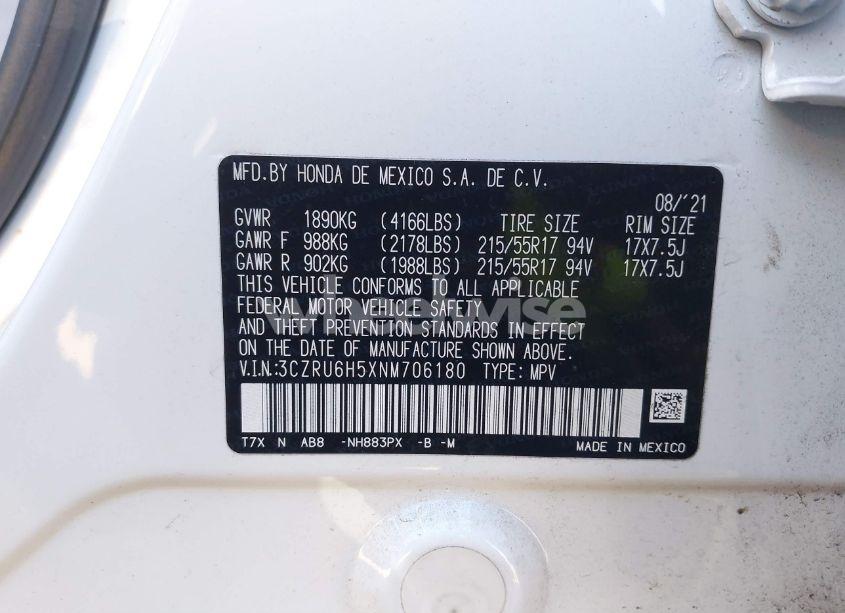 MFD.BY HONDA DE MEXICO S.A. DE C.V.
08/'21
GVWR 1890KG (4166LBS) TIRE SIZE RIM SIZE
GAWR F 988KG (2178LBS) 215/55R17 94V 17X7.5J
GAWR R 902KG (1988LBS) 215/55R17 94V 17X7.5J
THIS VEHICLE CONFORMS TO ALL APPLICABLE
FEDERAL MOTOR VEHICLE SAFETY
AND THEFT PREVENTION STANDARDS IN EFFECT
ON THE DATE OF MANUFACTURE SHOWN ABOVE.
V.I.N.:3CZRU6H5XNM706180 TYPE: MPV
T7X N AB8 -NH883PX -B -M
MADE IN MEXICO
wheelwise